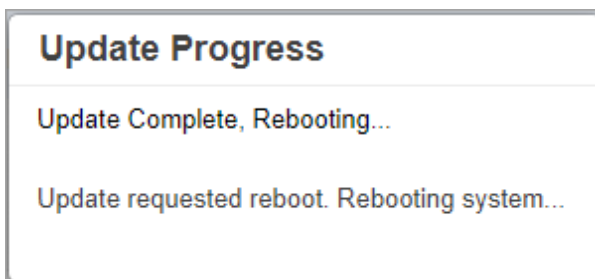 Update Progress
Update Complete, Rebooting...
Update requested reboot. Rebooting system...